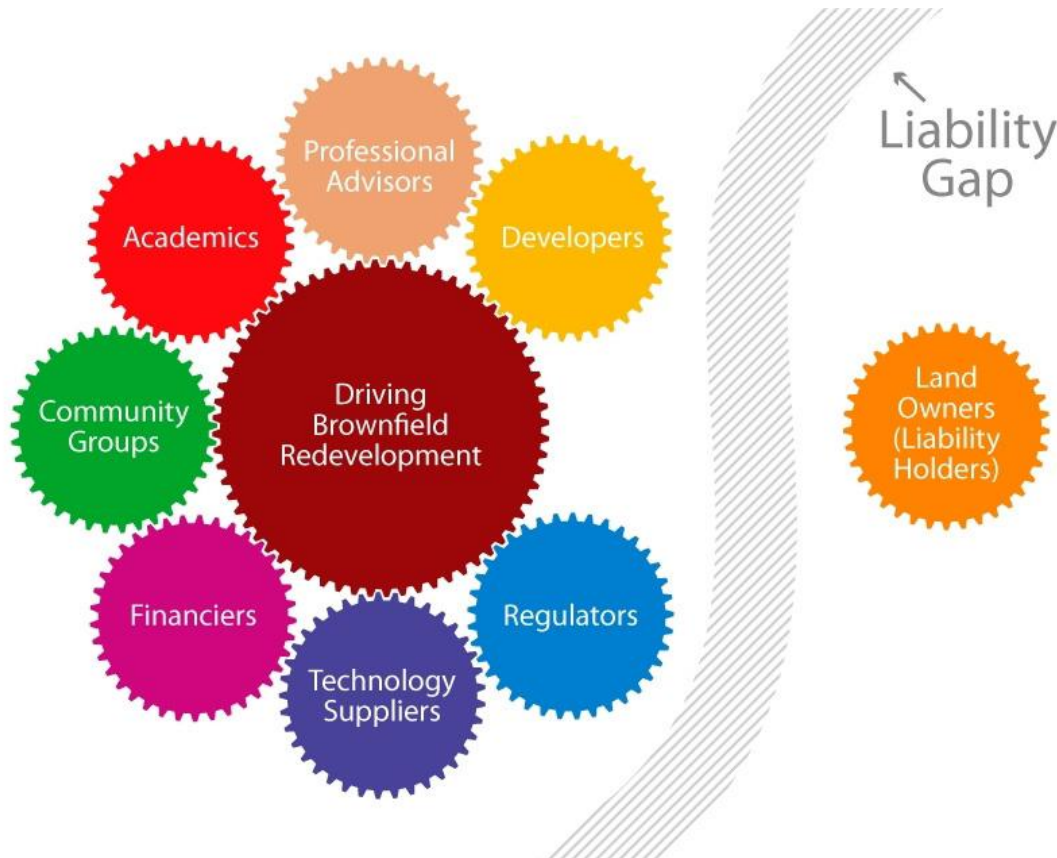 Professional
Advisors
Liability
Gap
Academics
Developers
Driving
Brownfield
Redevelopment
Community
Groups
Land
Owners
(Liability
Holders)
Financiers
Regulators
Technology
Suppliers